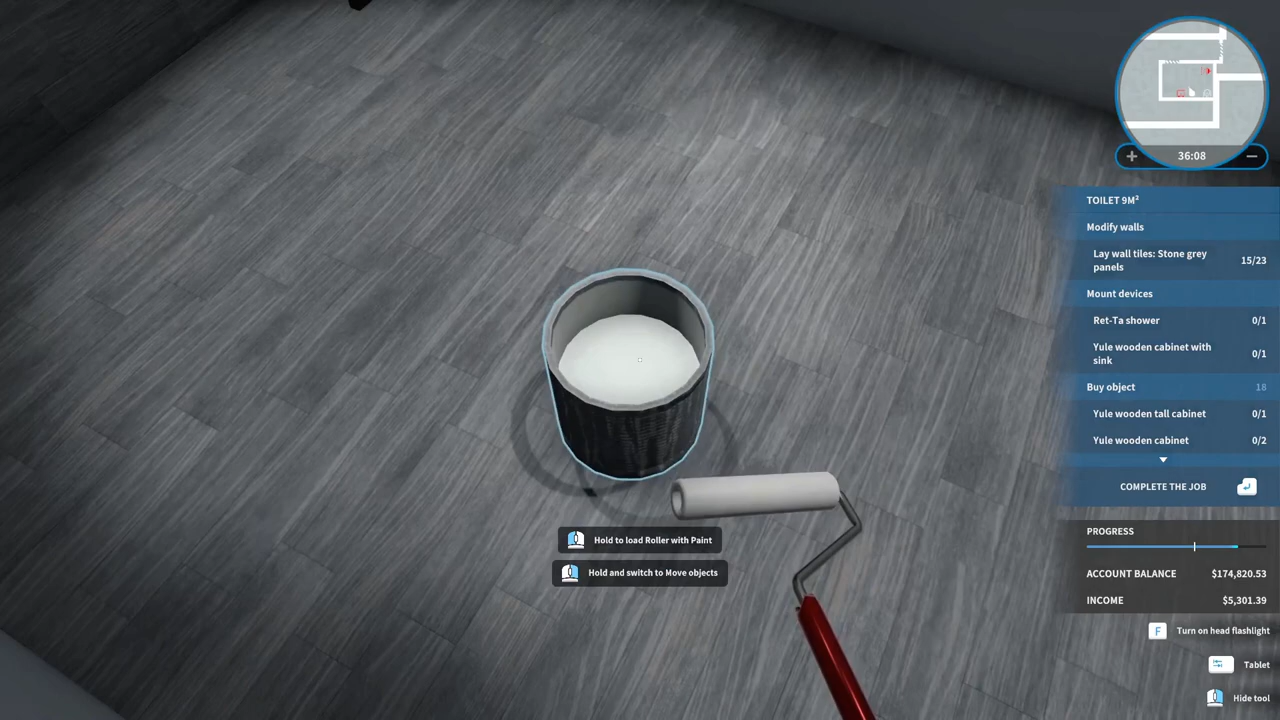 36:08
TOILET 9M²
Modify walls
Lay wall tiles: Stone grey
panels
15/23
Mount devices
Ret-Ta shower 0/1
Yule wooden cabinet with
sink
0/1
Buy object 18
Yule wooden tall cabinet 0/1
Yule wooden cabinet 0/2
COMPLETE THE JOB
PROGRESS
Hold to load Roller with Paint
Hold and switch to Move objects
ACCOUNT BALANCE $174,820.53
INCOME $5,301.39
F Turn on head flashlight
Tablet
Hide tool